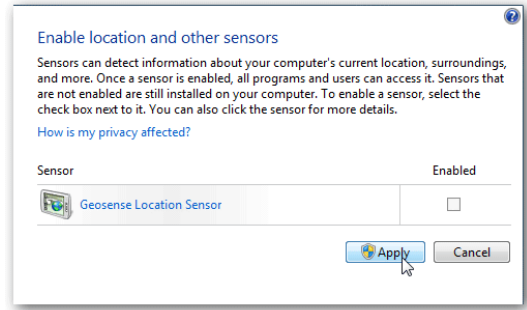 Enable location and other sensors
Sensors can detect information about your computer's current location, surroundings,
and more. Once a sensor is enabled, all programs and users can access it. Sensors that
are not enabled are still installed on your computer. To enable a sensor, select the
check box next to it. You can also click the sensor for more details.
How is my privacy affected?
Sensor Enabled
Geosense Location Sensor
Apply Cancel